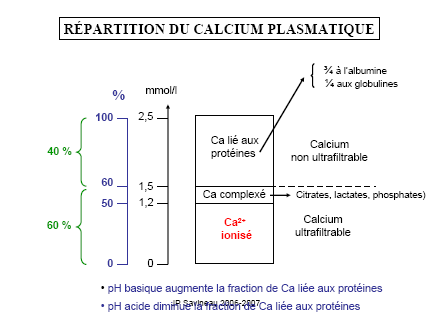 RÉPARTITION DU CALCIUM PLASMATIQUE
¾ à l'albumine
¼ aux globulines
% mmol/l
100 2,5
40 % Ca lié aux protéines Calcium non ultrafiltrable
60 1,5
Ca complexé Citrates, lactates, phosphates)
50 1,2
60 % Ca²⁺ ionisé Calcium ultrafiltrable
0 0
• pH basique augmente la fraction de Ca liée aux protéines
P Savineau 2006-2007
• pH acide diminue la fraction de Ca liée aux protéines